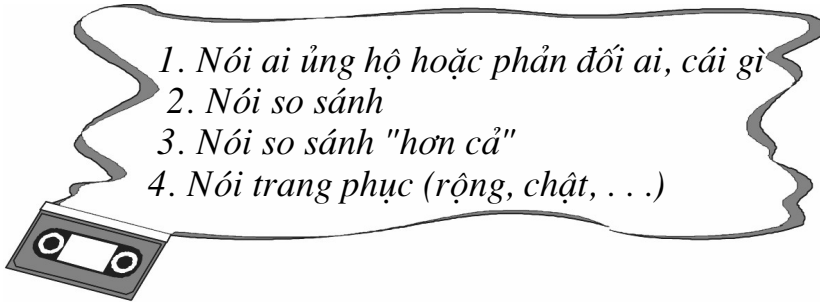 1. Nói ai ủng hộ hoặc phản đối ai, cái gì
2. Nói so sánh
3. Nói so sánh "hơn cả"
4. Nói trang phục (rộng, chật, . . .)